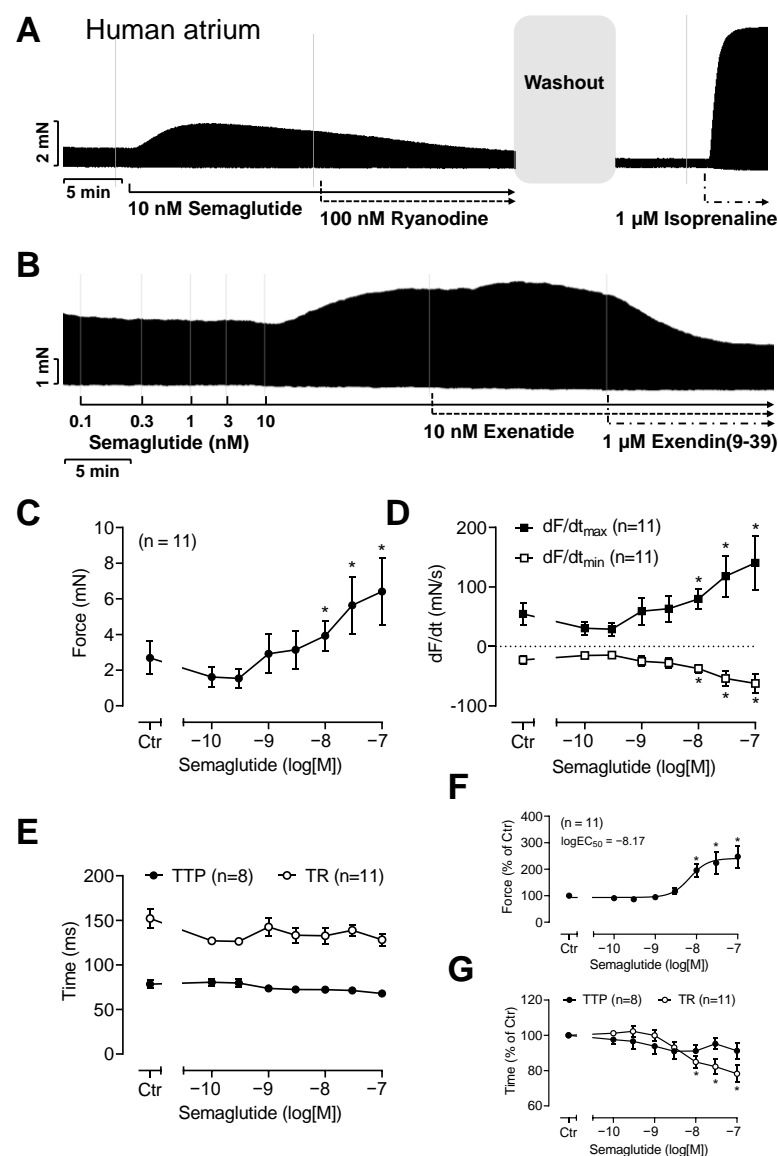 A
Human atrium
Washout
2 mN
5 min
10 nM Semaglutide
100 nM Ryodine
1 µM Isoprenaline
B
1 mN
0.1 0.3 1 3 10
Semaglutide (nM)
10 nM Exenatide
1 µM Exendin(9-39)
5 min
C
(n = 11)
Force (mN)
10
8
6
4
2
0
* * *
Ctr −10 −9 −8 −7
Semaglutide (log[M])
D
dF/dtmax (n=11)
dF/dtmin (n=11)
dF/dt (mN/s)
200
100
0
-100
* * *
* * *
Ctr −10 −9 −8 −7
Semaglutide (log[M])
E
TTP (n=8) TR (n=11)
Time (ms)
200
150
100
50
0
Ctr −10 −9 −8 −7
Semaglutide (log[M])
F
(n = 11)
logEC50 = −8.17
Force (% of Ctr)
400
300
200
100
0
* * *
Ctr −10 −9 −8 −7
Semaglutide (log[M])
G
TTP (n=8) TR (n=11)
Time (% of Ctr)
120
100
80
60
* * *
Ctr −10 −9 −8 −7
Semaglutide (log[M])